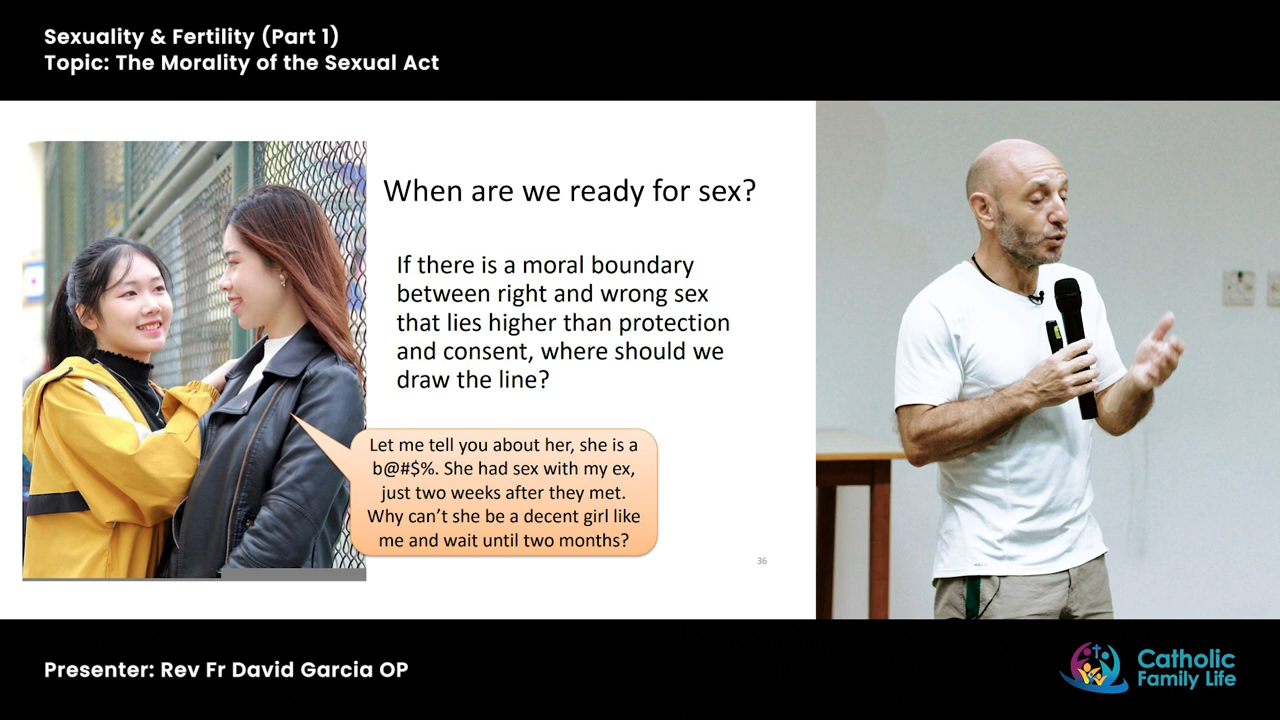 Sexuality & Fertility (Part 1)
Topic: The Morality of the Sexual Act
When are we ready for sex?
If there is a moral boundary
between right and wrong sex
that lies higher than protection
and consent, where should we
draw the line?
Let me tell you about her, she is a
b@#$%. She had sex with my ex,
just two weeks after they met.
Why can’t she be a decent girl like
me and wait until two months?
36
Presenter: Rev Fr David Garcia OP
Catholic
Family Life